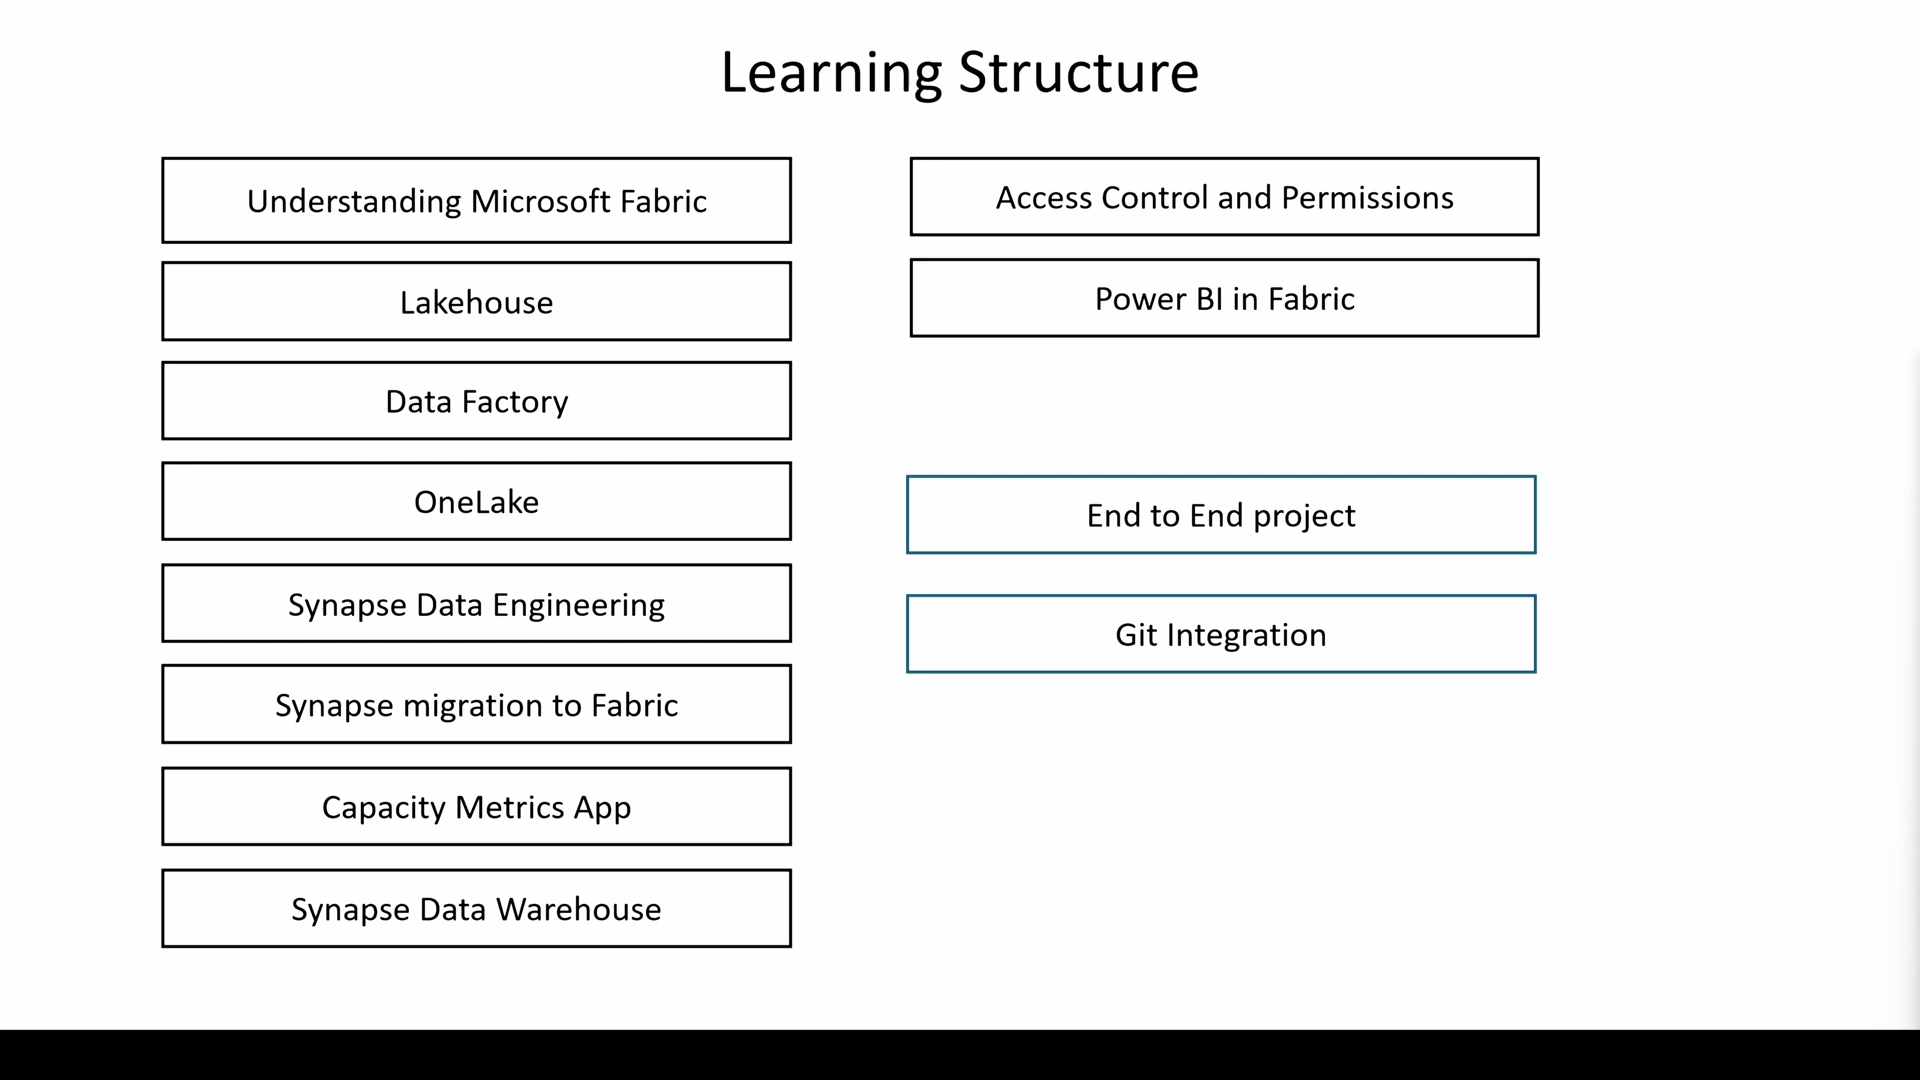 Learning Structure
Understanding Microsoft Fabric
Lakehouse
Data Factory
OneLake
Synapse Data Engineering
Synapse migration to Fabric
Capacity Metrics App
Synapse Data Warehouse
Access Control and Permissions
Power BI in Fabric
End to End project
Git Integration